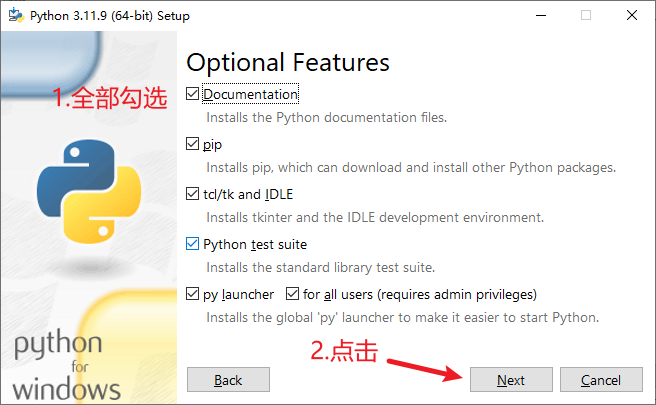 Python 3.11.9 (64-bit) Setup
Optional Features
1.全部勾选
Documentation
Installs the Python documentation files.
pip
Installs pip, which can download and install other Python packages.
tcl/tk and IDLE
Installs tkinter and the IDLE development environment.
Python test suite
Installs the standard library test suite.
py launcher for all users (requires admin privileges)
Installs the global 'py' launcher to make it easier to start Python.
python
for
windows
2.点击
Back Next Cancel